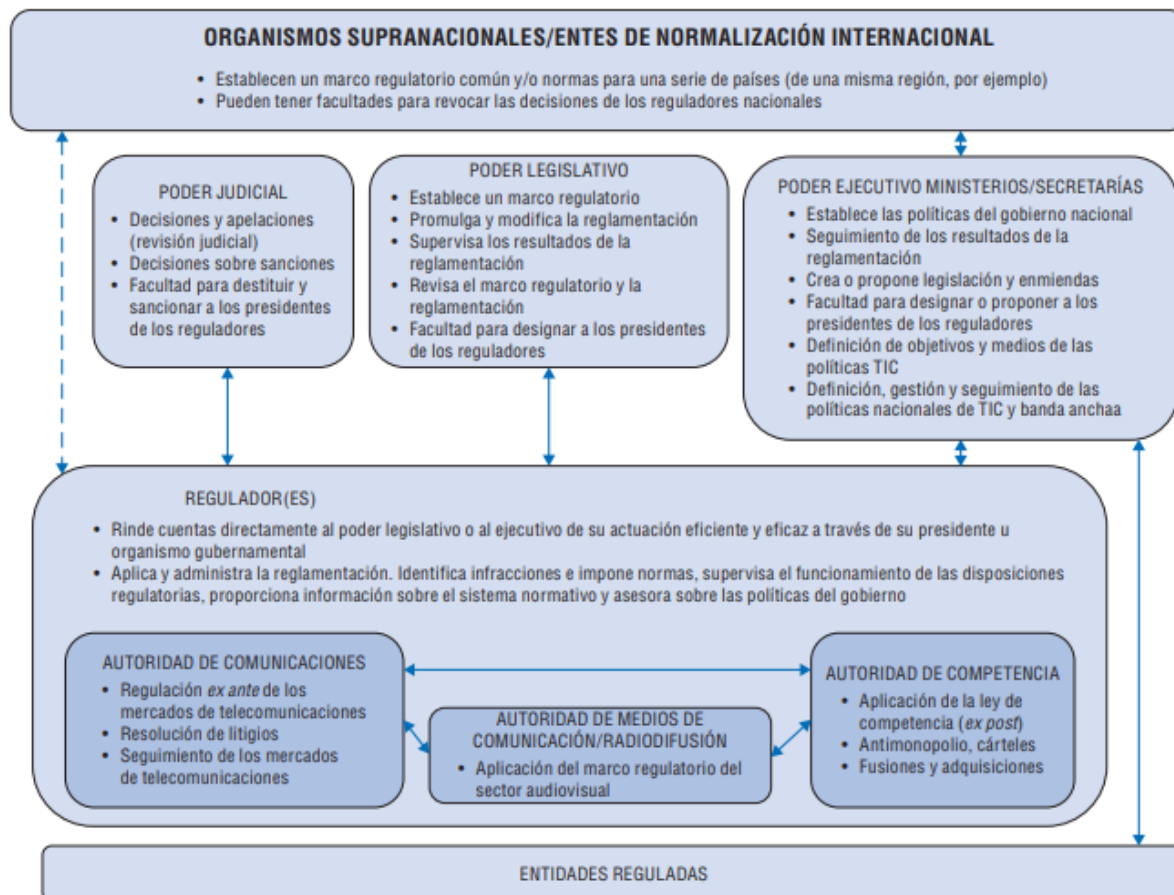 ORGANISMOS SUPRANACIONALES/ENTES DE NORMALIZACIÓN INTERNACIONAL
• Establecen un marco regulatorio común y/o normas para una serie de países (de una misma región, por ejemplo)
• Pueden tener facultades para revocar las decisiones de los reguladores nacionales
PODER JUDICIAL
• Decisiones y apelaciones
(revisión judicial)
• Decisiones sobre sanciones
• Facultad para destituir y
sancionar a los presidentes
de los reguladores
PODER LEGISLATIVO
• Establece un marco regulatorio
• Promulga y modifica la reglamentación
• Supervisa los resultados de la
reglamentación
• Revisa el marco regulatorio y la
reglamentación
• Facultad para designar a los presidentes
de los reguladores
PODER EJECUTIVO MINISTERIOS/SECRETARÍAS
• Establece las políticas del gobierno nacional
• Seguimiento de los resultados de la
reglamentación
• Crea o propone legislación y enmiendas
• Facultad para designar o proponer a los
presidentes de los reguladores
• Definición de objetivos y medios de las
políticas TIC
• Definición, gestión y seguimiento de las
políticas nacionales de TIC y banda anchaa
REGULADOR(ES)
• Rinde cuentas directamente al poder legislativo o al ejecutivo de su actuación eficiente y eficaz a través de su presidente u
organismo gubernamental
• Aplica y administra la reglamentación. Identifica infracciones e impone normas, supervisa el funcionamiento de las disposiciones
regulatorias, proporciona información sobre el sistema normativo y asesora sobre las políticas del gobierno
AUTORIDAD DE COMUNICACIONES
• Regulación ex ante de los
mercados de telecomunicaciones
• Resolución de litigios
• Seguimiento de los mercados
de telecomunicaciones
AUTORIDAD DE MEDIOS DE
COMUNICACIÓN/RADIODIFUSIÓN
• Aplicación del marco regulatorio del
sector audiovisual
AUTORIDAD DE COMPETENCIA
• Aplicación de la ley de
competencia (ex post)
• Antimonopolio, cárteles
• Fusiones y adquisiciones
ENTIDADES REGULADAS